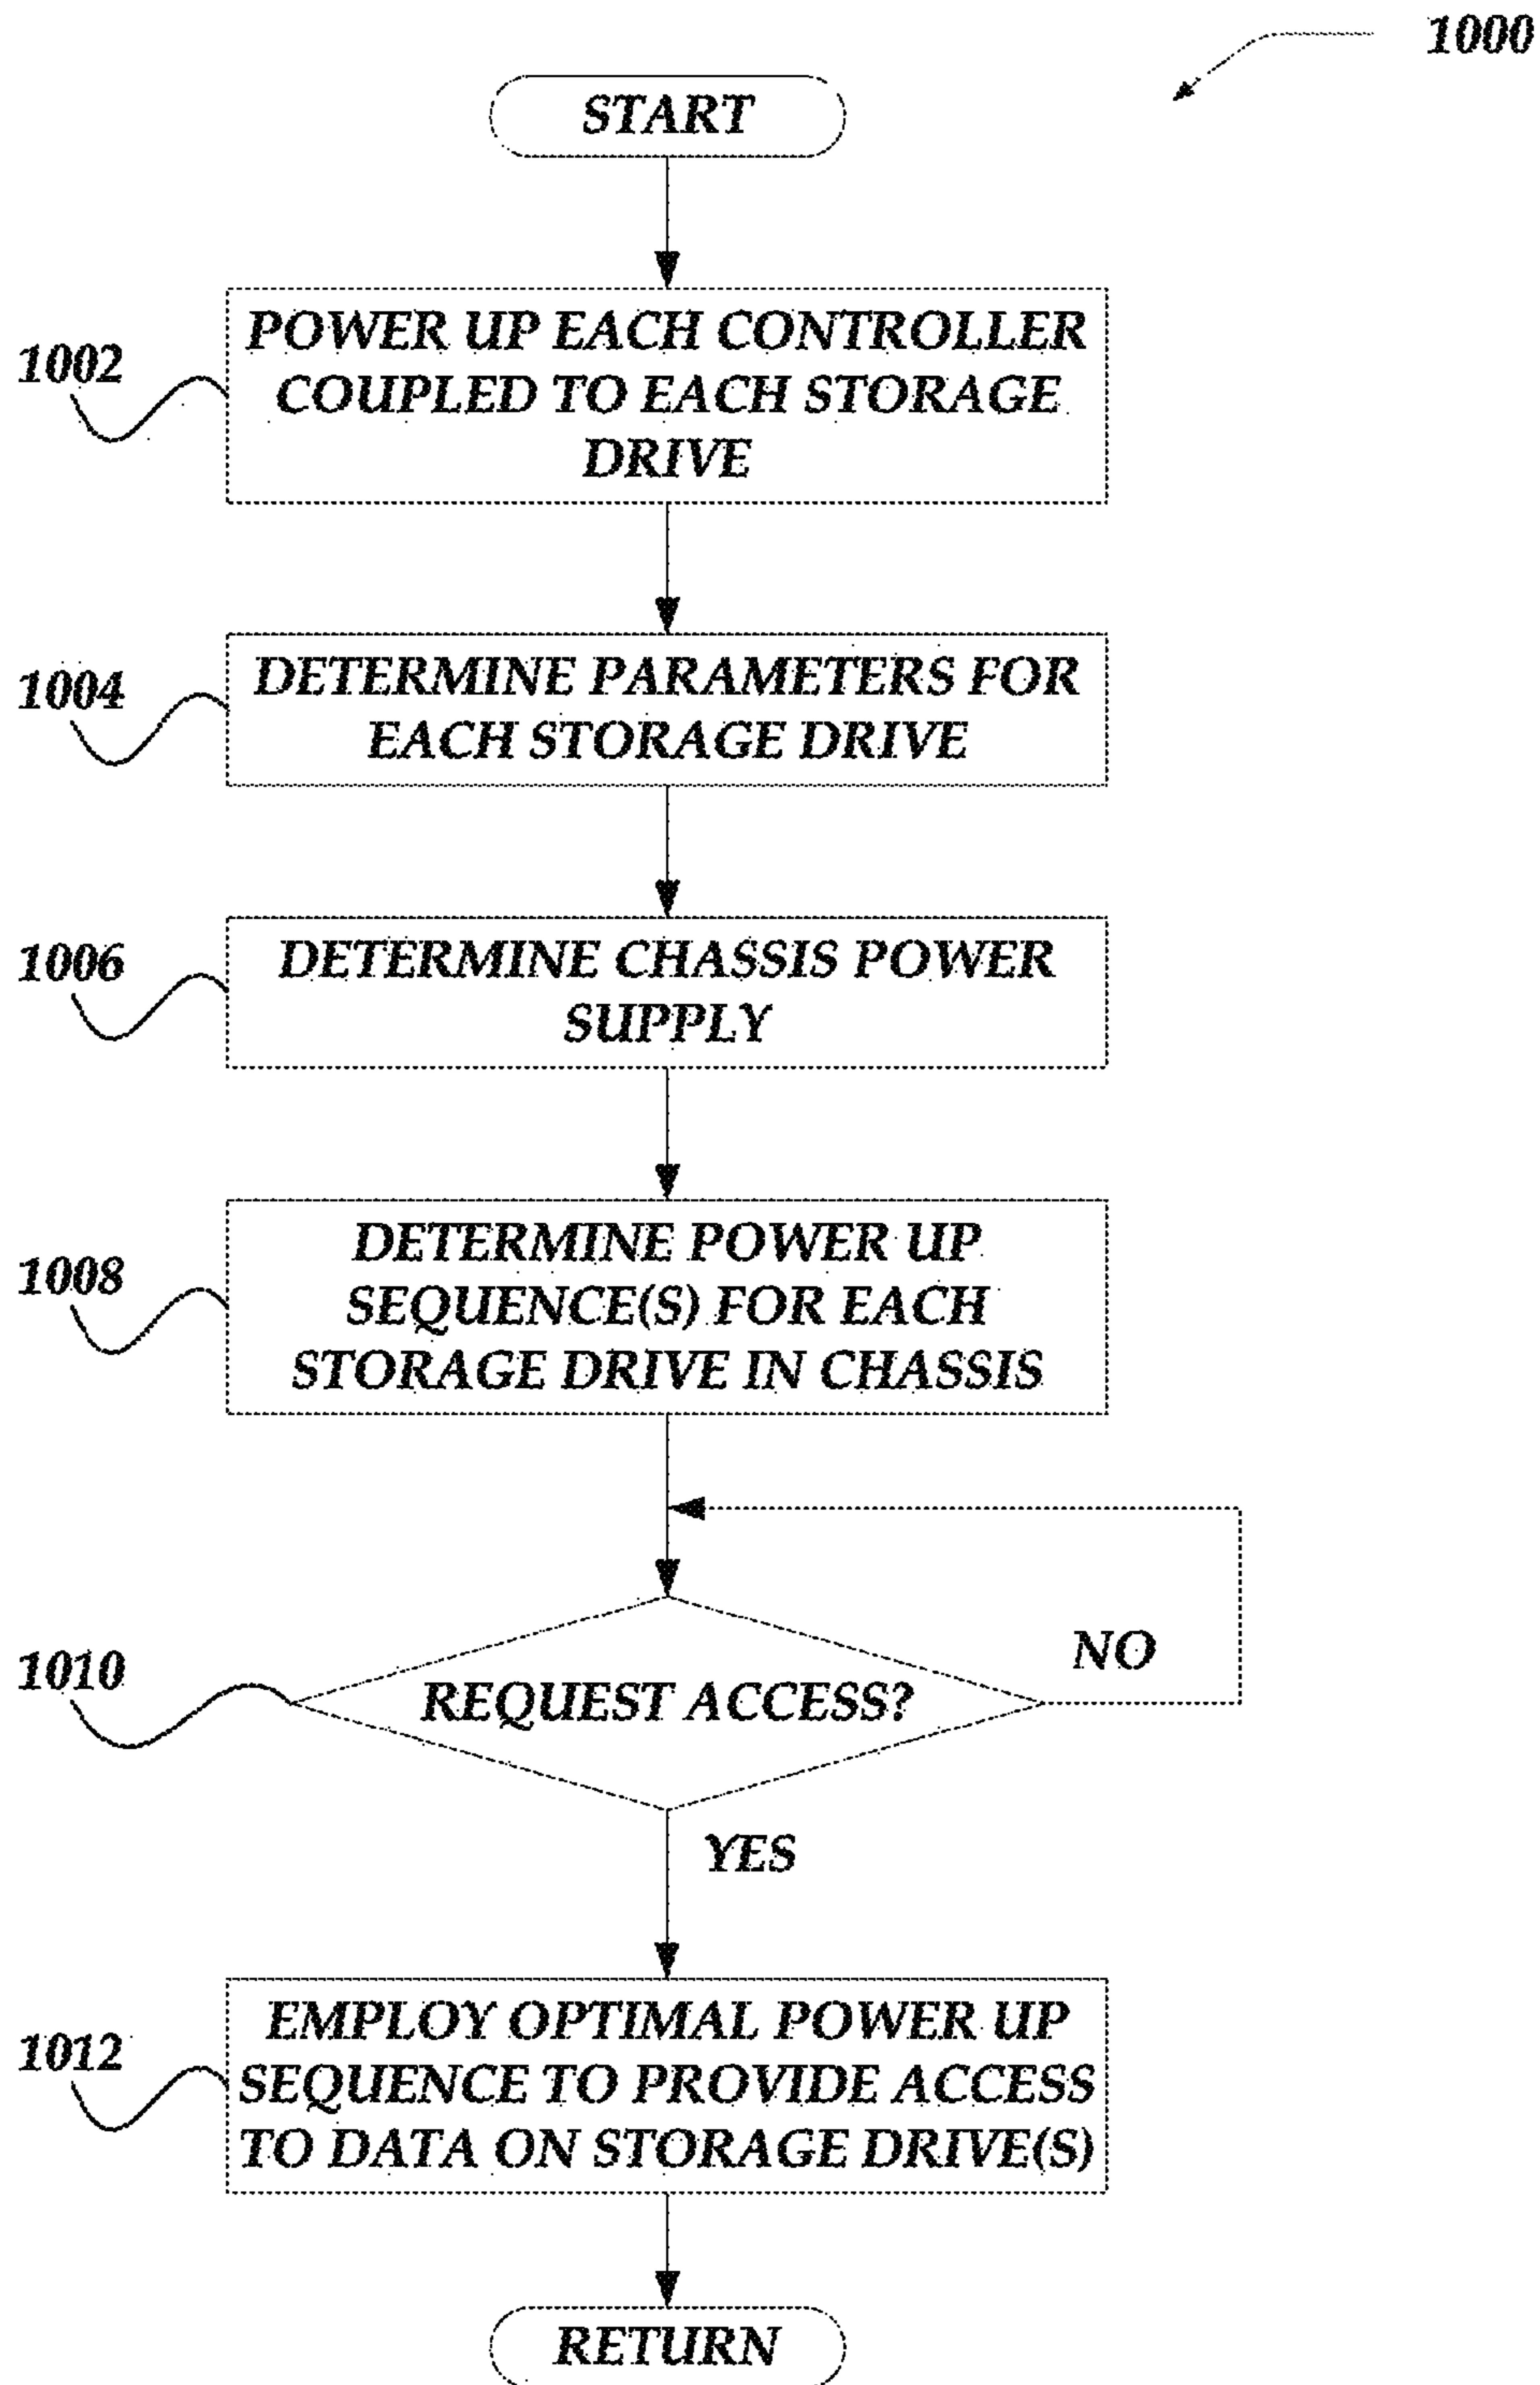 1000
START
1002
POWER UP EACH CONTROLLER
COUPLED TO EACH STORAGE
DRIVE
1004
DETERMINE PARAMETERS FOR
EACH STORAGE DRIVE
1006
DETERMINE CHASSIS POWER
SUPPLY
1008
DETERMINE POWER UP
SEQUENCE(S) FOR EACH
STORAGE DRIVE IN CHASSIS
1010
REQUEST ACCESS?
NO
YES
1012
EMPLOY OPTIMAL POWER UP
SEQUENCE TO PROVIDE ACCESS
TO DATA ON STORAGE DRIVE(S)
RETURN